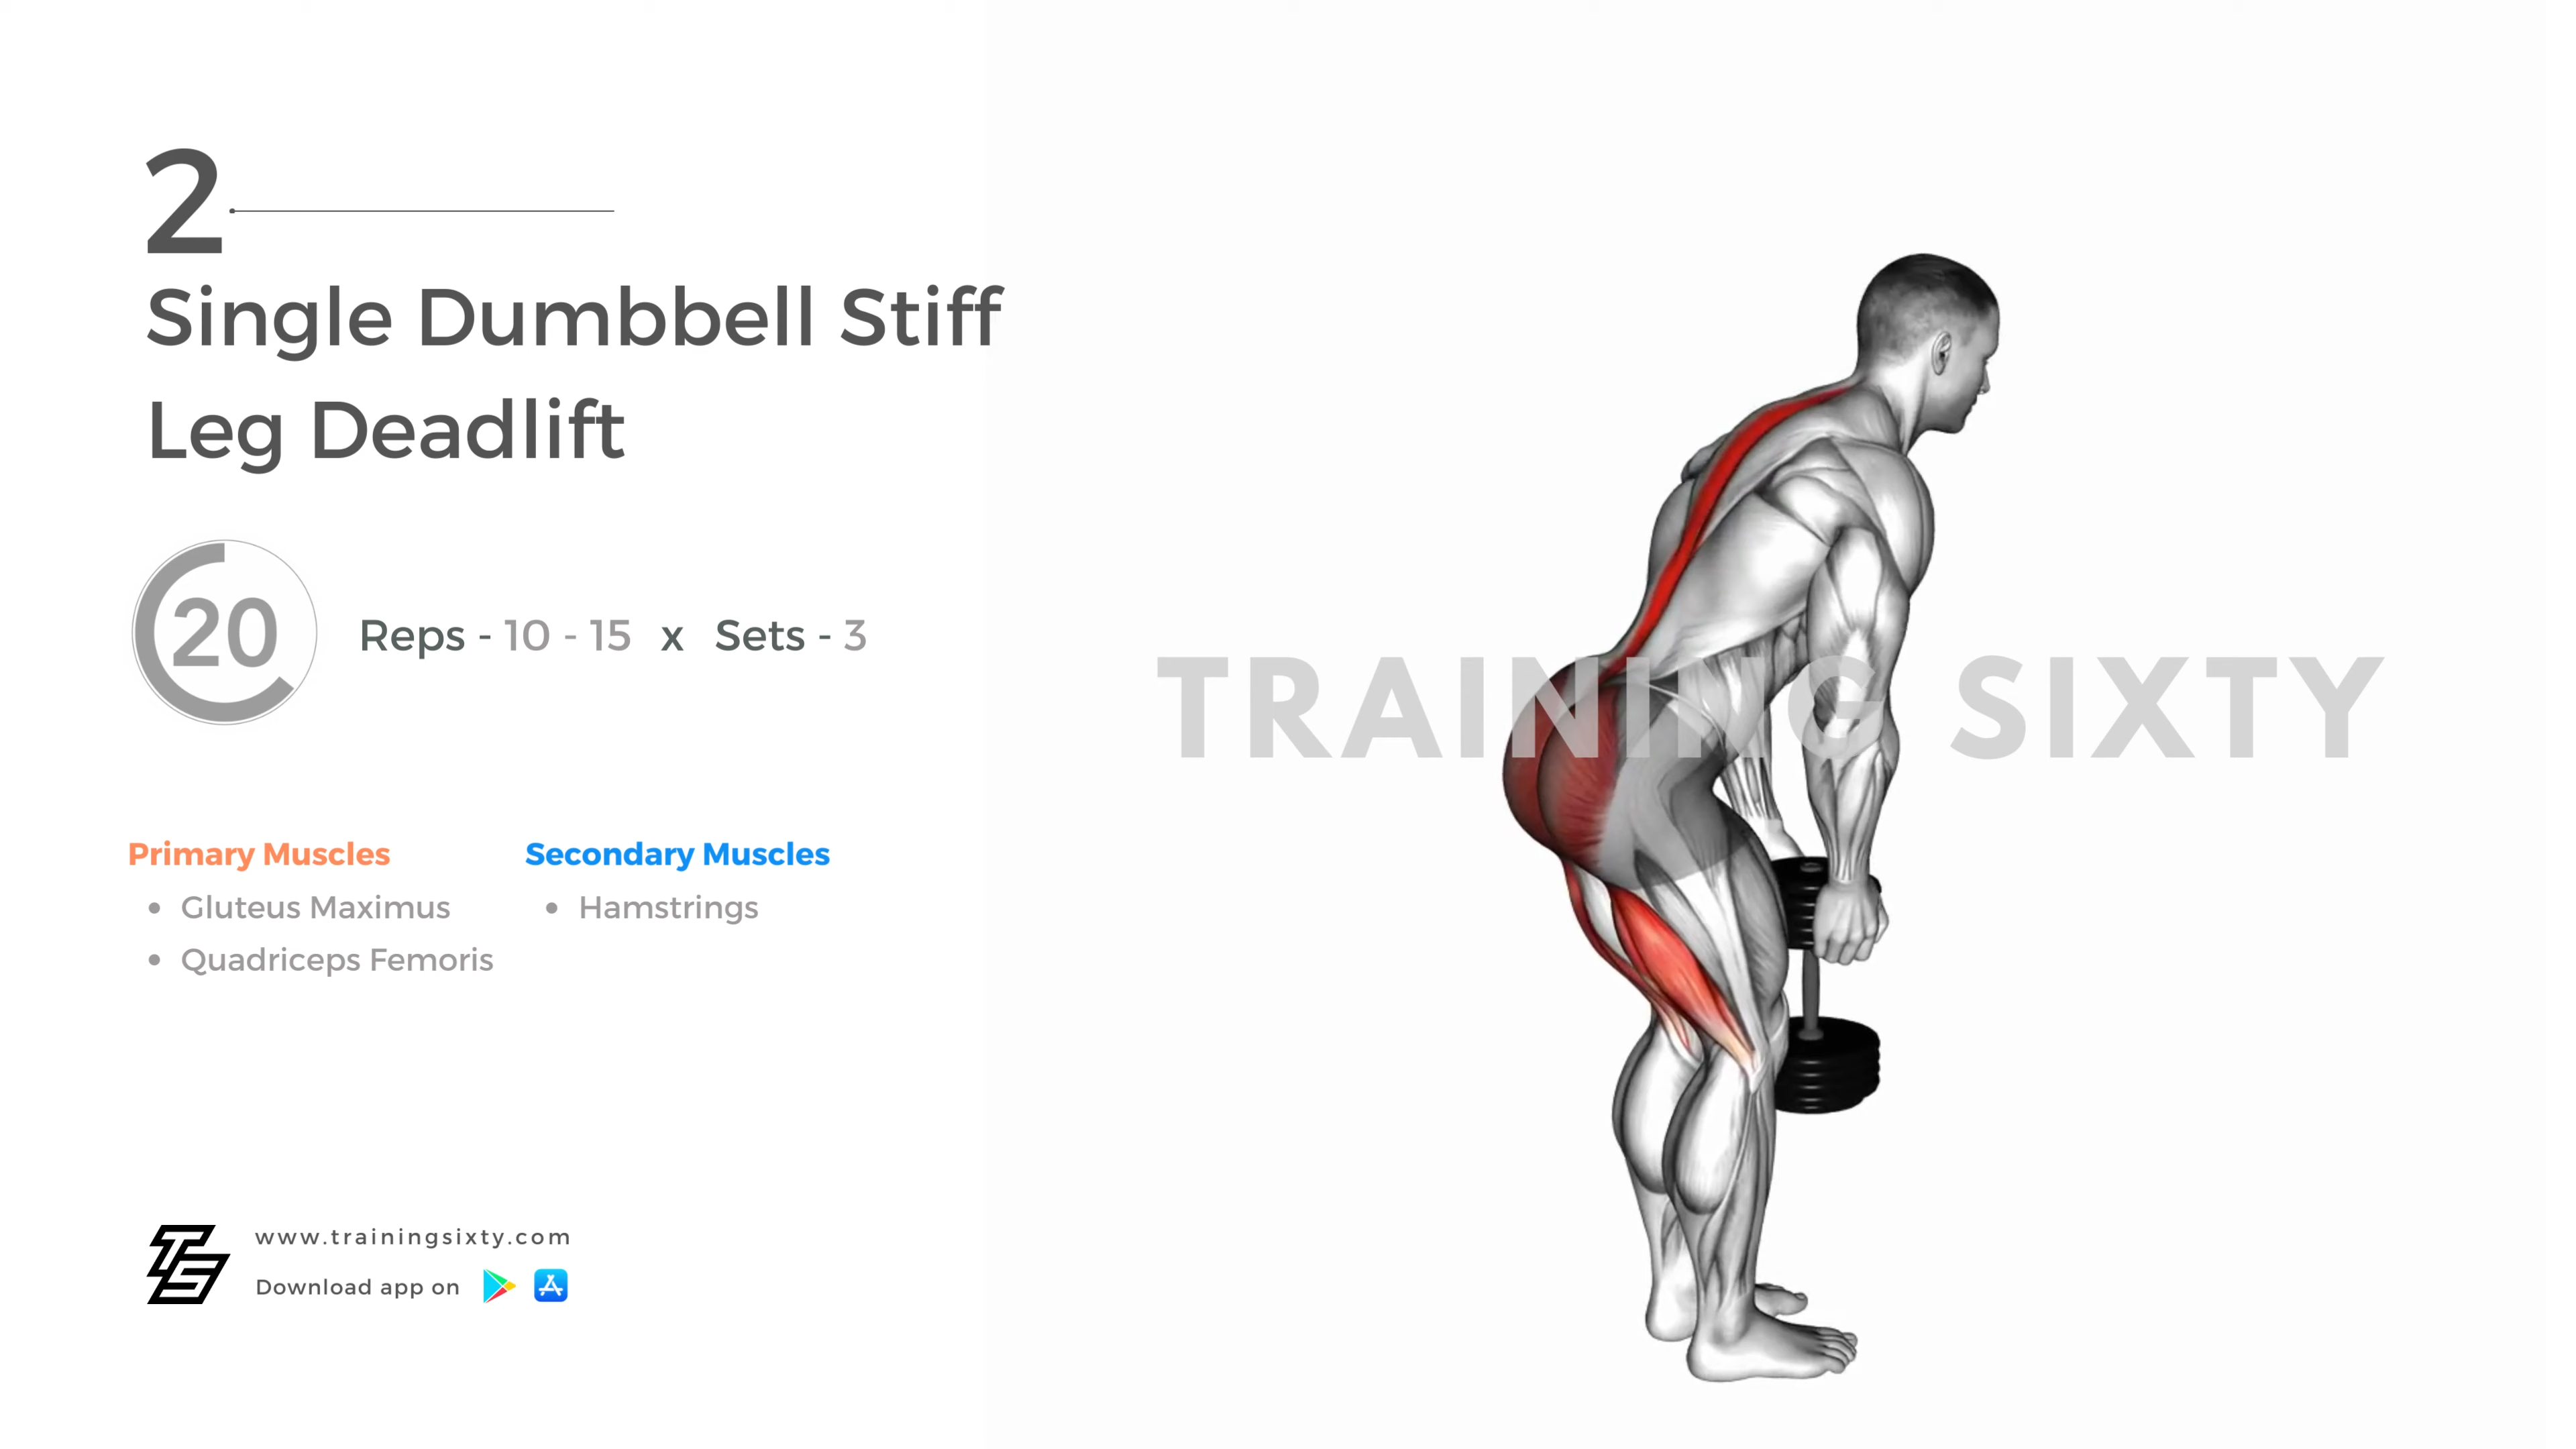 2
Single Dumbbell Stiff
Leg Deadlift
20
Reps - 10 - 15 x Sets - 3
Primary Muscles
• Gluteus Maximus
• Quadriceps Femoris
Secondary Muscles
• Hamstrings
TRAINING SIXTY
TS
www.trainingsixty.com
Download app on